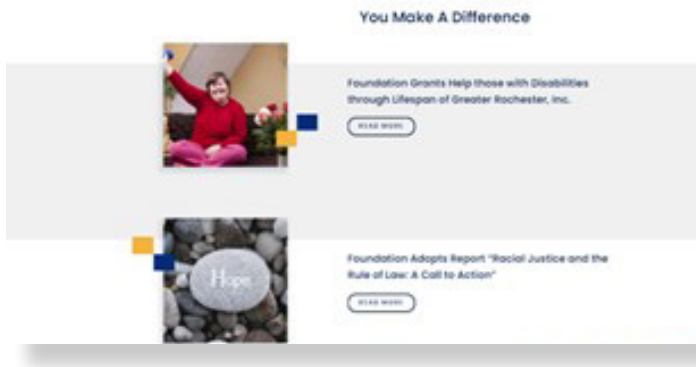 You Make A Difference
Foundation Grants Help those with Disabilities
through Lifespan of Greater Rochester, Inc.
READ MORE
Hope
Foundation Adopts Report "Racial Justice and the
Rule of Law: A Call to Action"
READ MORE